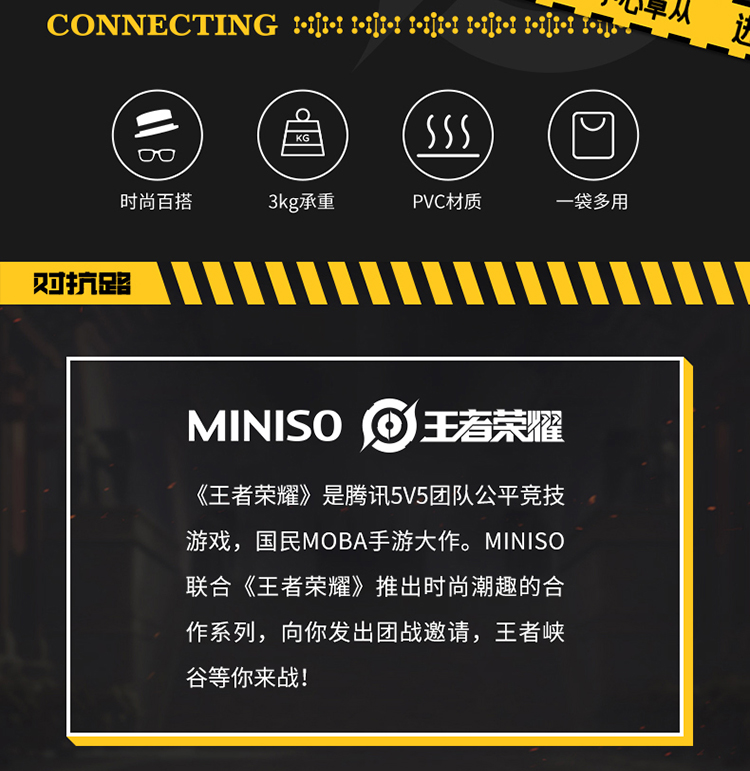 CONNECTING
KG
时尚百搭
3kg承重
PVC材质
一袋多用
对抗路
MINISO 王者荣耀
《王者荣耀》是腾讯5V5团队公平竞技
游戏，国民MOBA手游大作。MINISO
联合《王者荣耀》推出时尚潮趣的合
作系列，向你发出团战邀请，王者峡
谷等你来战！